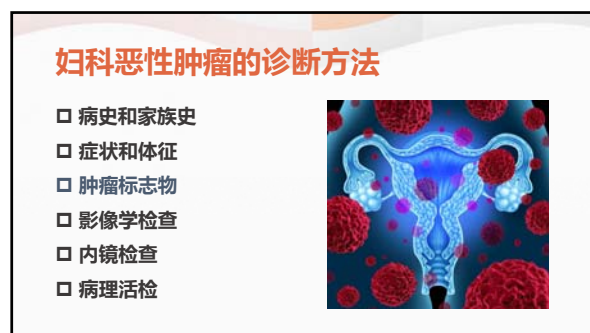 妇科恶性肿瘤的诊断方法
病史和家族史
症状和体征
肿瘤标志物
影像学检查
内镜检查
病理活检